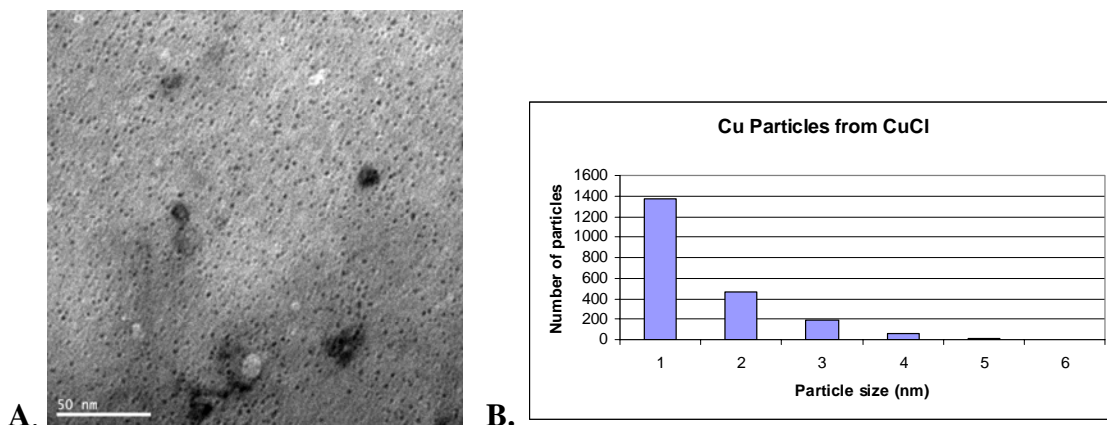 50 nm
A.
B.
Cu Particles from CuCl
Number of particles
1600
1400
1200
1000
800
600
400
200
0
1 2 3 4 5 6
Particle size (nm)